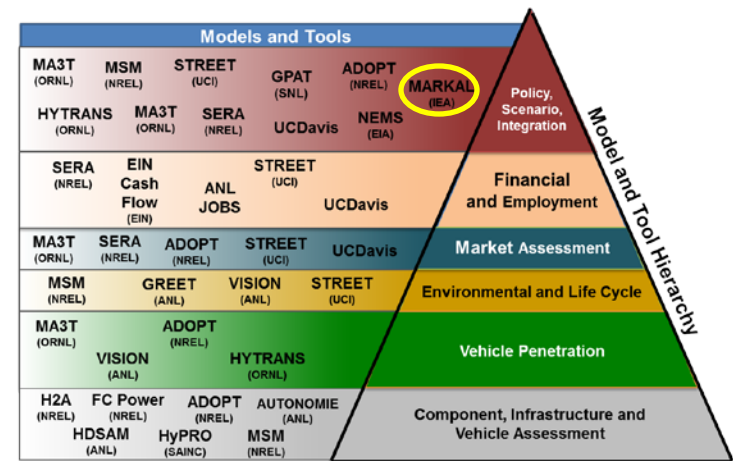 Models and Tools
MA3T MSM STREET GPAT ADOPT MARKAL
(ORNL) (NREL) (UCI) (SNL) (NREL) (IEA)
HYTRANS MA3T SERA UCDavis NEMS
(ORNL) (ORNL) (NREL) (EIA)
Policy,
Scenario,
Integration
SERA EIN STREET
(NREL) Cash ANL (UCI)
Flow JOBS UCDavis
(EIN)
Financial
and Employment
MA3T SERA ADOPT STREET UCDavis
(ORNL) (NREL) (NREL) (UCI)
Market Assessment
MSM GREET VISION STREET
(NREL) (ANL) (ANL) (UCI)
Environmental and Life Cycle
MA3T ADOPT
(ORNL) (NREL)
VISION HYTRANS
(ANL) (ORNL)
Vehicle Penetration
H2A FC Power ADOPT AUTONOMIE
(NREL) (NREL) (NREL) (ANL)
HDSAM HyPRO MSM
(ANL) (SAINC) (NREL)
Component, Infrastructure and
Vehicle Assessment
Model and Tool Hierarchy